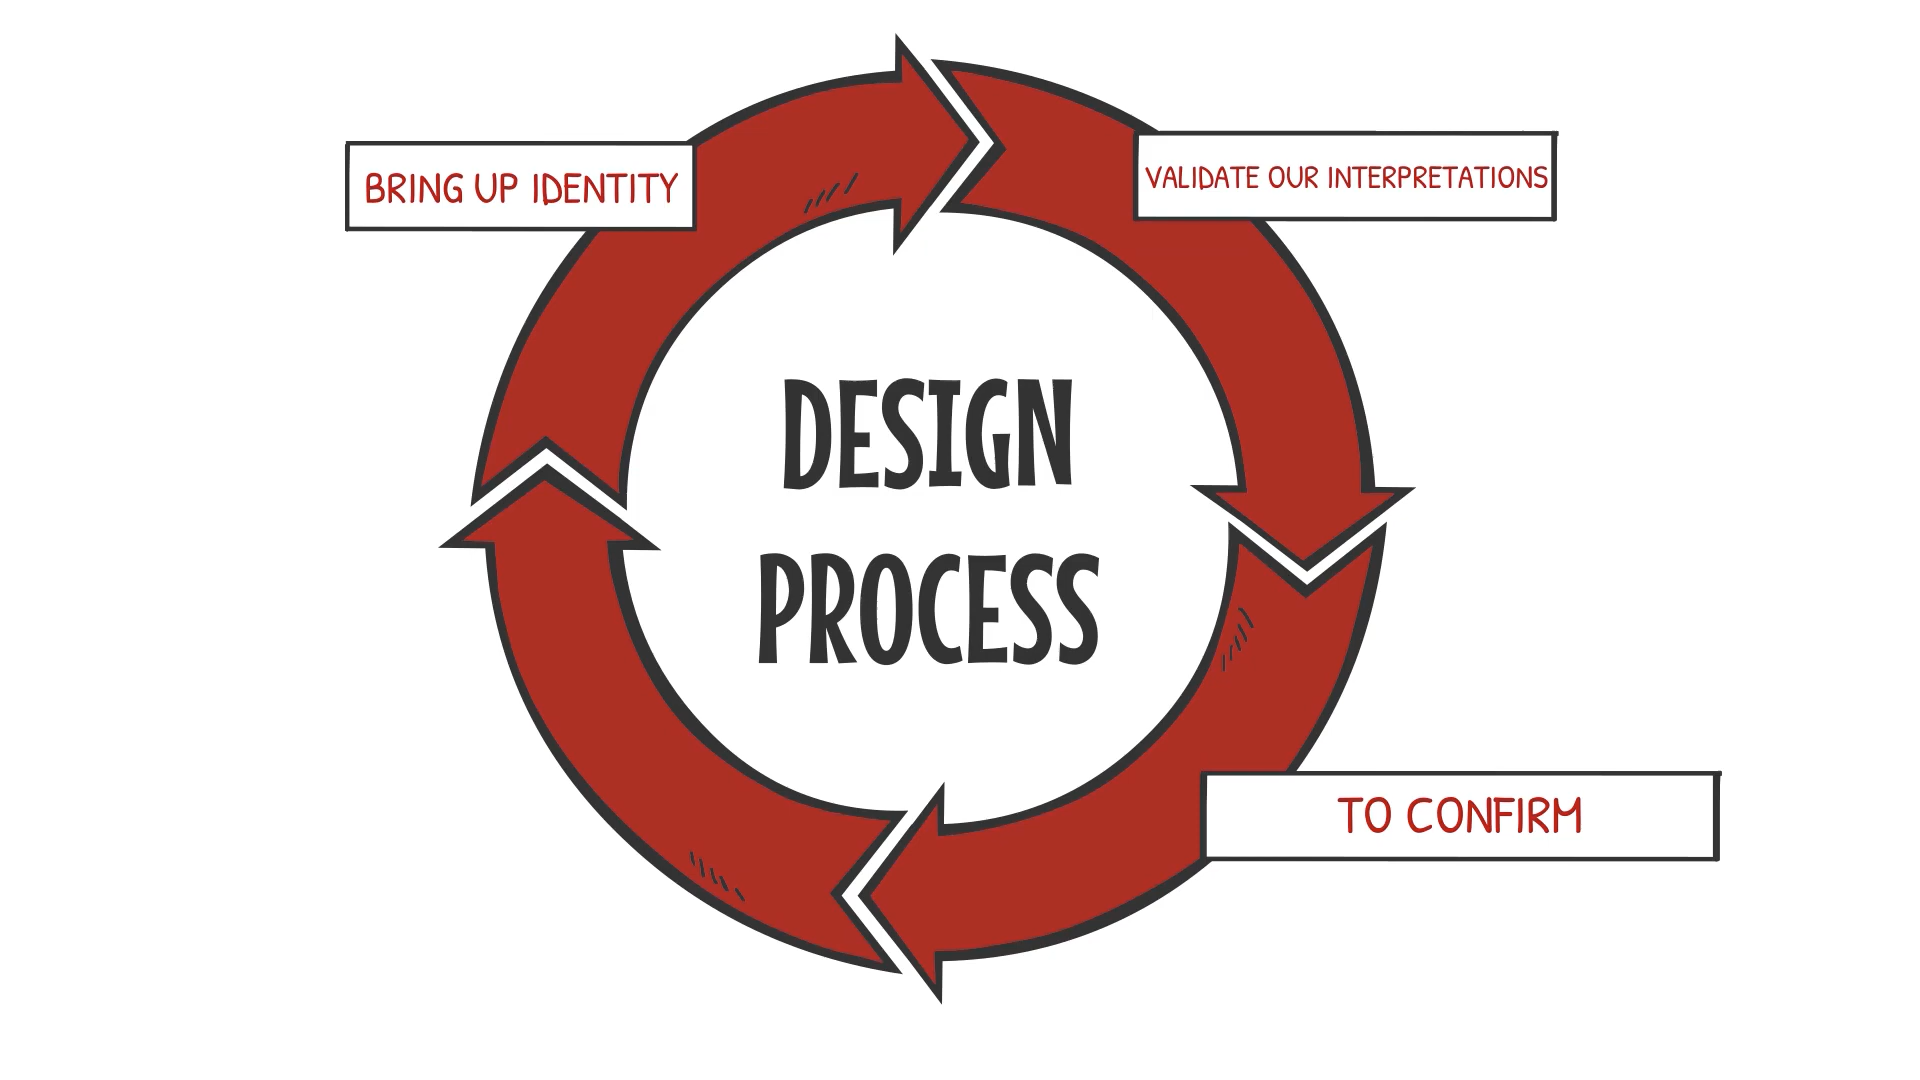 BRING UP IDENTITY
VALIDATE OUR INTERPRETATIONS
DESIGN
PROCESS
TO CONFIRM